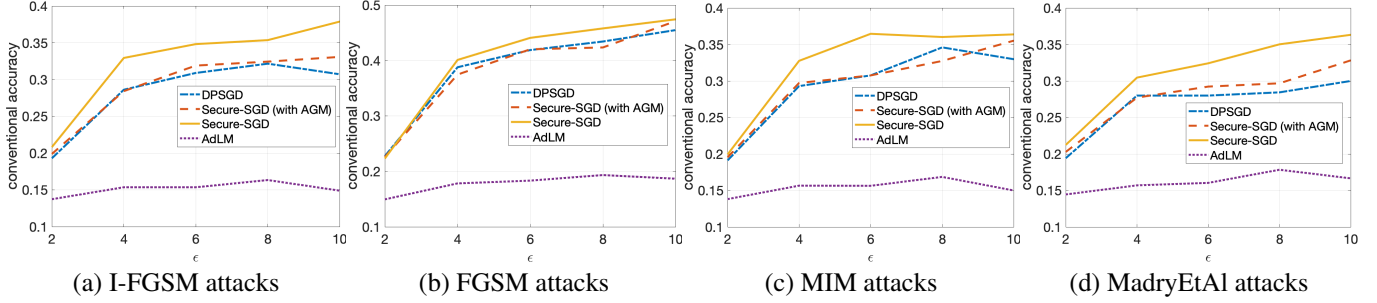 conventional accuracy
0.4
0.35
0.3
0.25
0.2
0.15
0.1
2
4
6
8
10
ϵ
DPSGD
Secure-SGD (with AGM)
Secure-SGD
AdLM
(a) I-FGSM attacks
conventional accuracy
0.5
0.4
0.3
0.2
0.1
2
4
6
8
10
ϵ
DPSGD
Secure-SGD (with AGM)
Secure-SGD
AdLM
(b) FGSM attacks
conventional accuracy
0.4
0.35
0.3
0.25
0.2
0.15
0.1
2
4
6
8
10
ϵ
DPSGD
Secure-SGD (with AGM)
Secure-SGD
AdLM
(c) MIM attacks
conventional accuracy
0.4
0.35
0.3
0.25
0.2
0.15
0.1
2
4
6
8
10
ϵ
DPSGD
Secure-SGD (with AGM)
Secure-SGD
AdLM
(d) MadryEtAl attacks